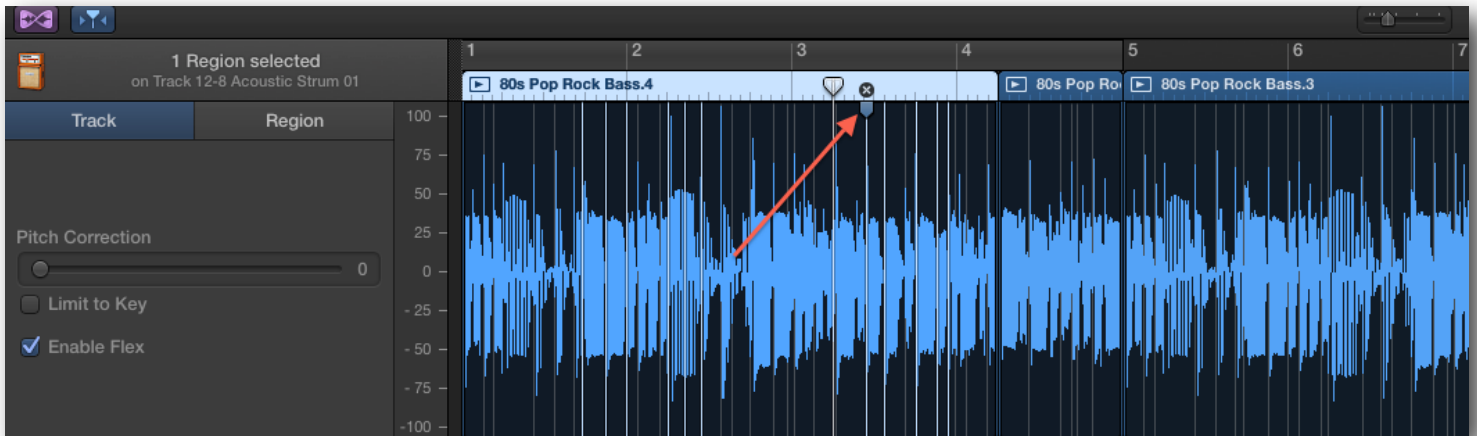 1 Region selected
on Track 12-8 Acoustic Strum 01
1 2 3 4 5 6 7
80s Pop Rock Bass.4 80s Pop Ro 80s Pop Rock Bass.3
Track Region
100
75
50
25
0
- 25
- 50
- 75
-100
Pitch Correction
0
Limit to Key
Enable Flex